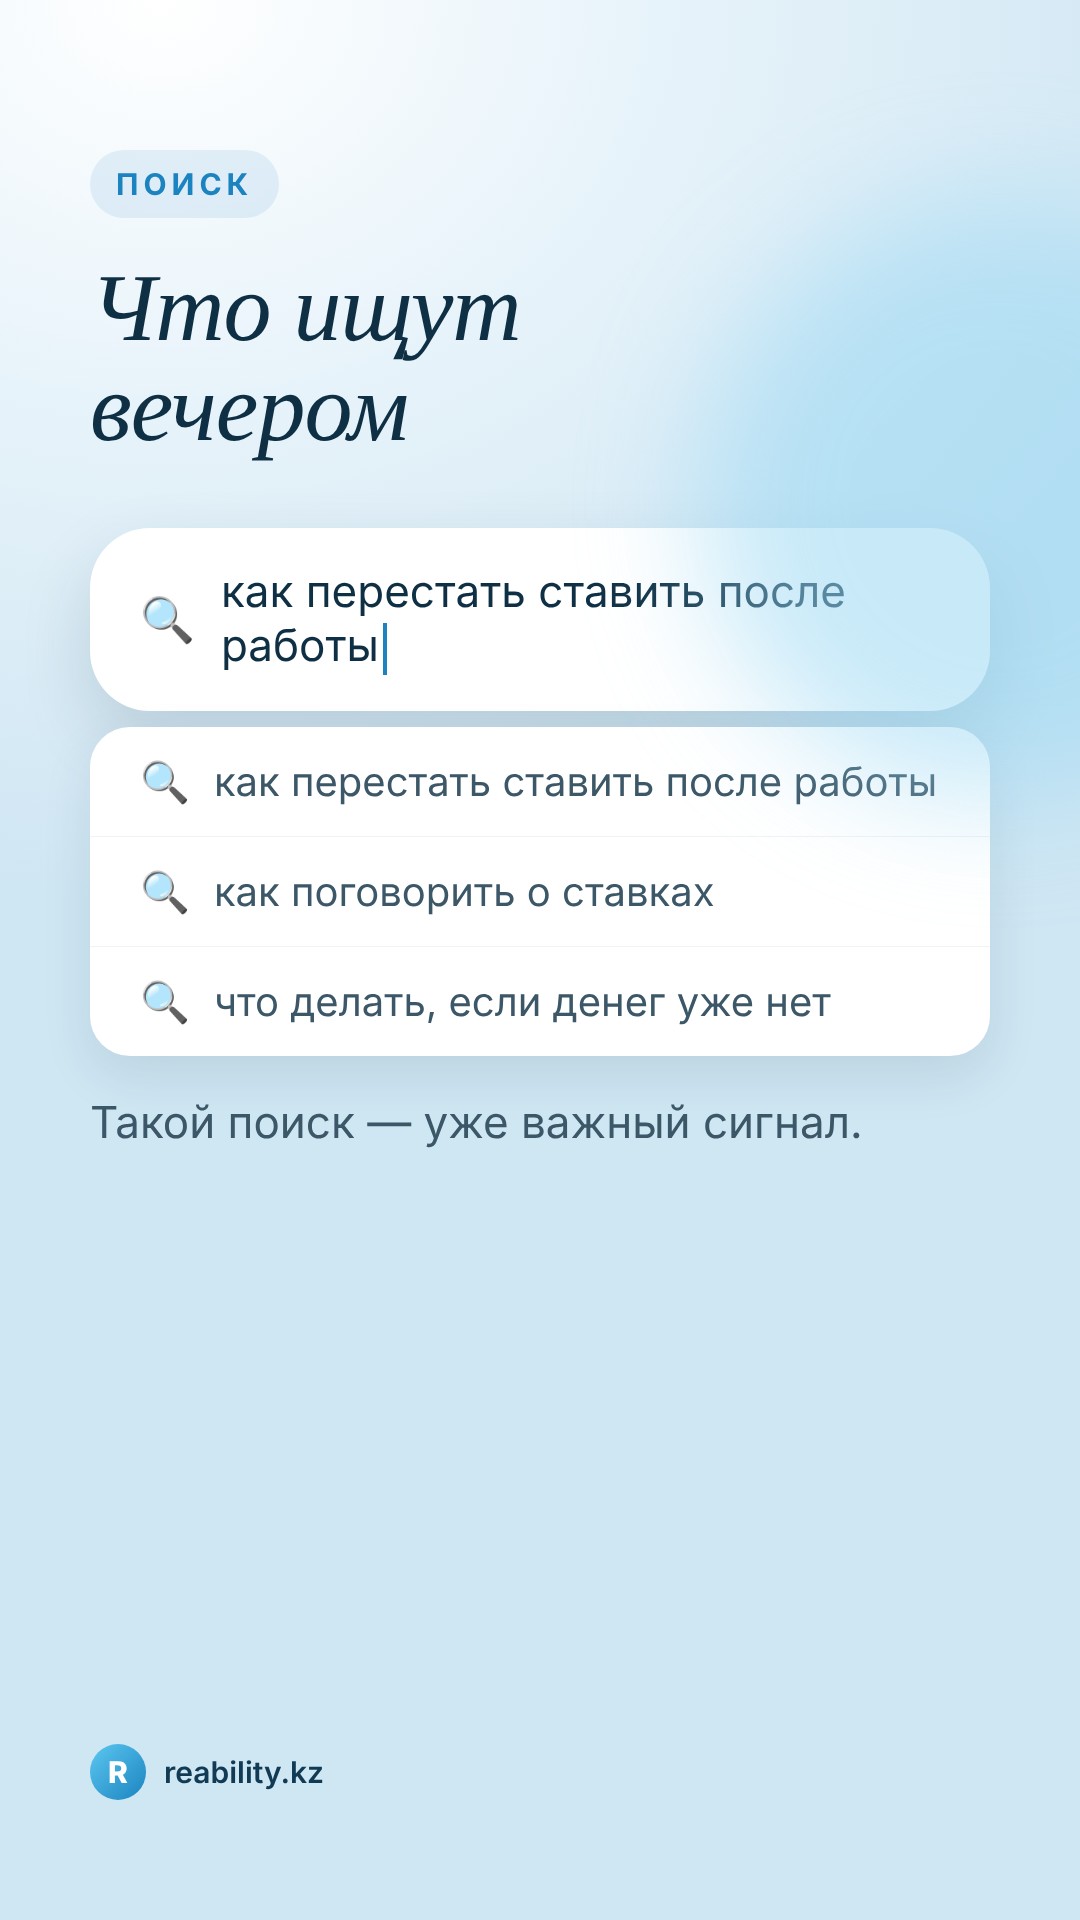 ПОИСК
Что ищут
вечером
как перестать ставить после
работы
как перестать ставить после работы
как поговорить о ставках
что делать, если денег уже нет
Такой поиск — уже важный сигнал.
R reability.kz